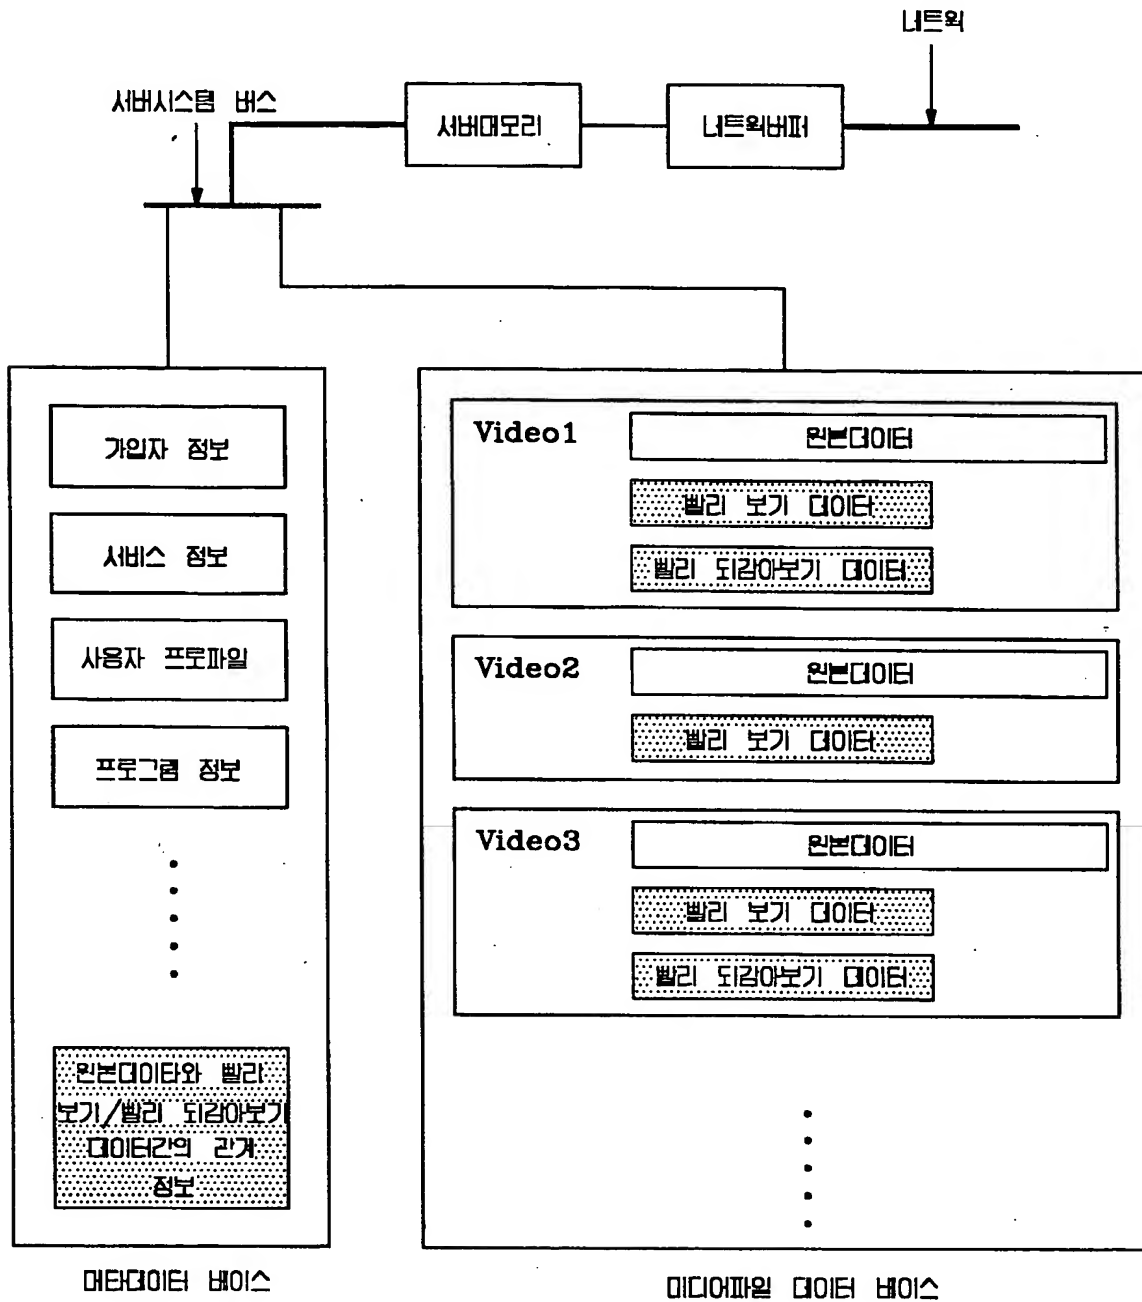 네트웍
서버시스템 버스
서버메모리
네트웍버퍼
가입자 정보
서비스 정보
사용자 프로파일
프로그램 정보
원본데이타와 빨리
보기/빨리 되감아보기
데이터간의 관계
정보
메타데이터 베이스
Video1
원본데이터
빨리 보기 데이터
빨리 되감아보기 데이터
Video2
원본데이터
빨리 보기 데이터
Video3
원본데이터
빨리 보기 데이터
빨리 되감아보기 데이터
미디어파일 데이터 베이스